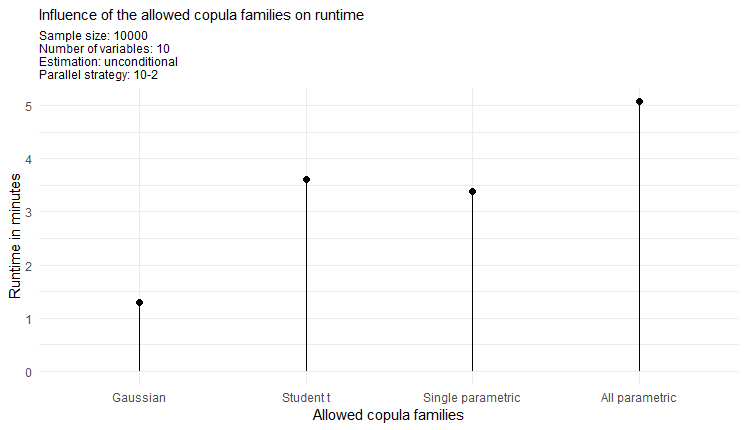 Influence of the allowed copula families on runtime
Sample size: 10000
Number of variables: 10
Estimation: unconditional
Parallel strategy: 10-2
5
4
3
2
1
0
Runtime in minutes
Gaussian
Student t
Single parametric
All parametric
Allowed copula families